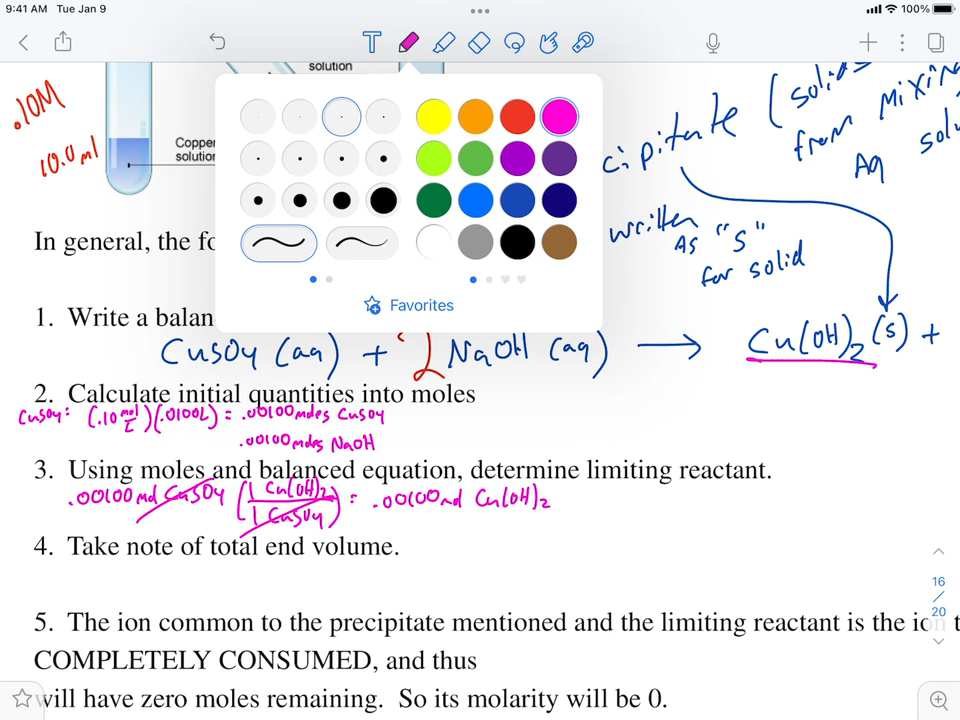 9:41 AM Tue Jan 9
100%
T
solution
.10M
10.0 ml
Copper
solution
cipitate (solids
from mixing
Aq
solu
written
As "S"
for solid
In general, the fo
1. Write a balan
CuSO4 (aq) + 2 NaOH (aq) → Cu(OH)2 (s) +
Favorites
2. Calculate initial quantities into moles
CuSO4: (.10 mol/L)(.0100L) = .00100 moles CuSO4
.00100 moles NaOH
3. Using moles and balanced equation, determine limiting reactant.
.00100 mol CuSO4 (1 Cu(OH)2/1 CuSO4) = .00100 mol Cu(OH)2
4. Take note of total end volume.
16
/
20
5. The ion common to the precipitate mentioned and the limiting reactant is the ion t
COMPLETELY CONSUMED, and thus
will have zero moles remaining. So its molarity will be 0.